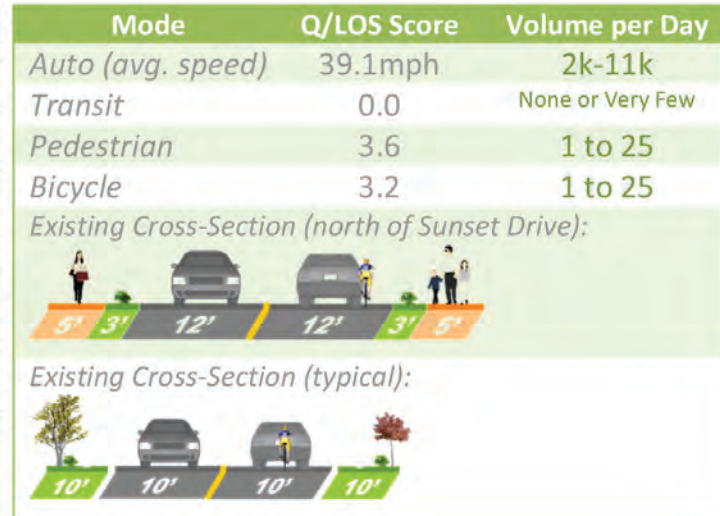 Mode Q/LOS Score Volume per Day
Auto (avg. speed) 39.1mph 2k-11k
Transit 0.0 None or Very Few
Pedestrian 3.6 1 to 25
Bicycle 3.2 1 to 25
Existing Cross-Section (north of Sunset Drive):
5' 3' 12' 12' 3' 5'
Existing Cross-Section (typical):
10' 10' 10' 10'